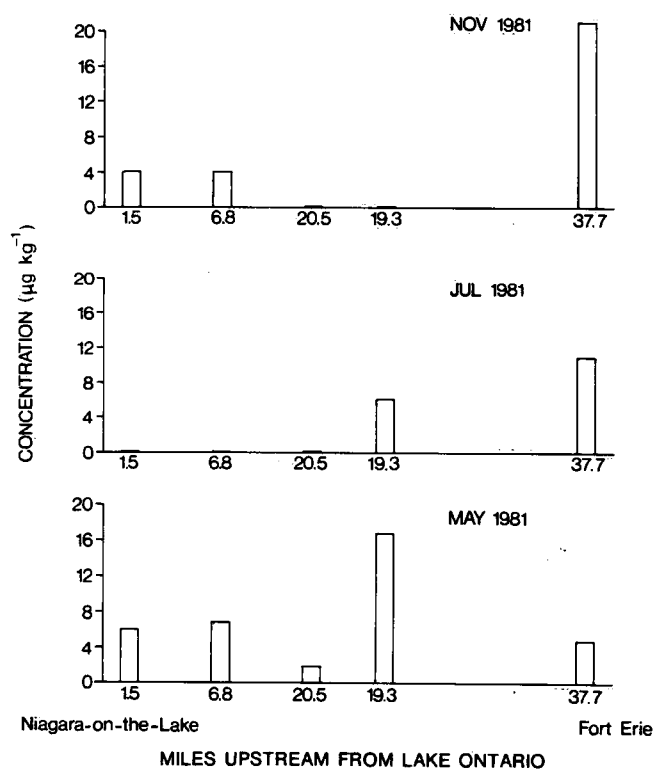 NOV 1981
20
16
12
8
4
0
1.5 6.8 20.5 19.3 37.7
CONCENTRATION (µg kg⁻¹)
JUL 1981
20
16
12
8
4
0
1.5 6.8 20.5 19.3 37.7
MAY 1981
20
16
12
8
4
0
1.5 6.8 20.5 19.3 37.7
Niagara-on-the-Lake Fort Erie
MILES UPSTREAM FROM LAKE ONTARIO